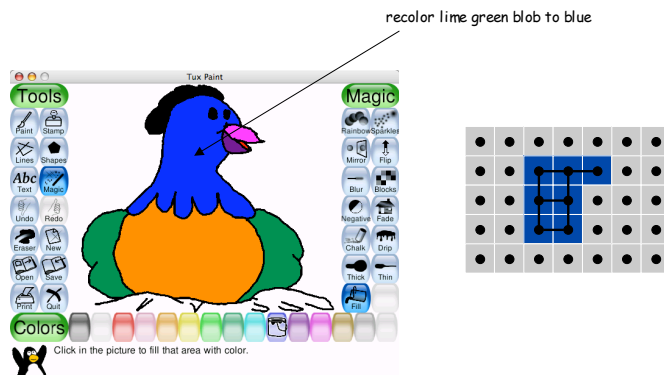 recolor lime green blob to blue
Tux Paint
Tools
Magic
Paint Stamp
Lines Shapes
Abc
Text Magic
Undo Redo
Eraser New
Open Save
Print Quit
Rainbow Sparkles
Mirror Flip
Blur Blocks
Negative Fade
Chalk Drip
Thick Thin
Fill
Colors
Click in the picture to fill that area with color.